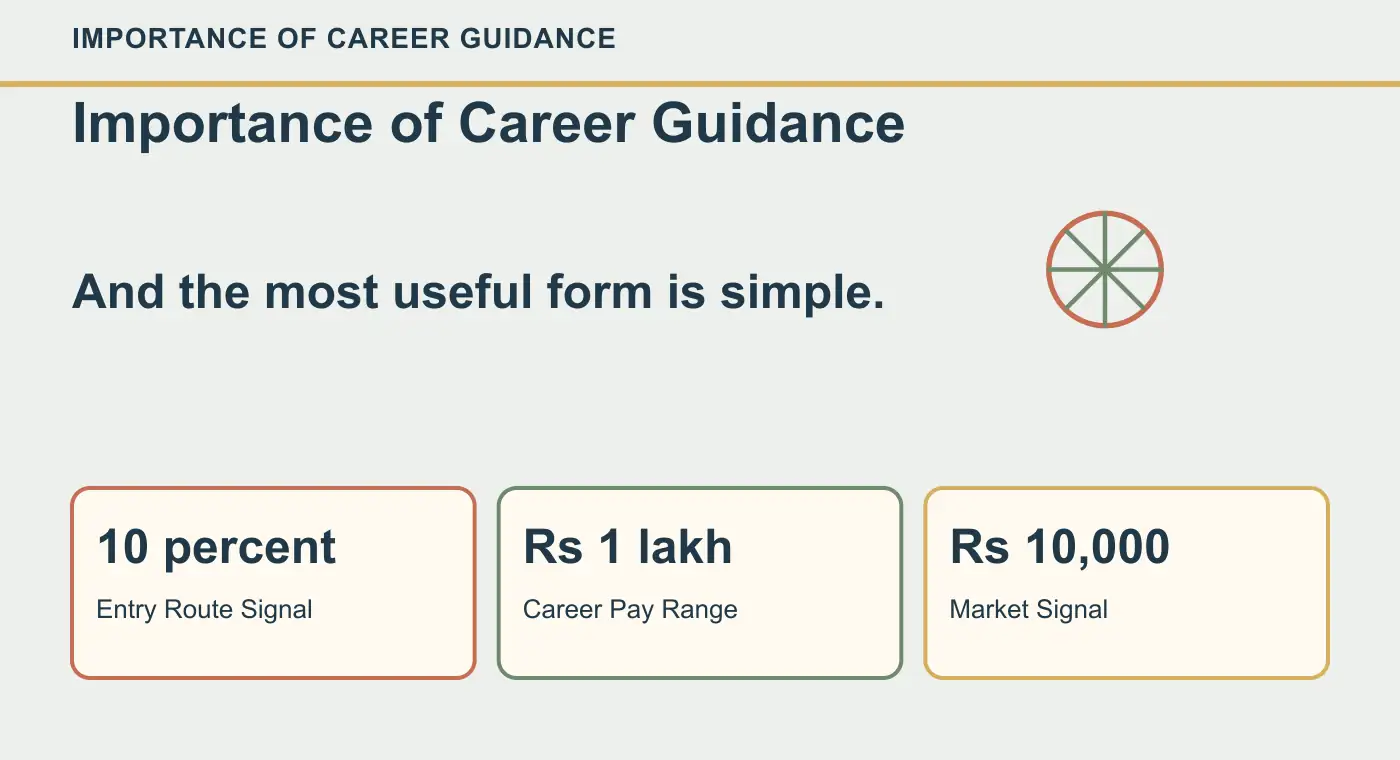 IMPORTANCE OF CAREER GUIDANCE
Importance of Career Guidance
And the most useful form is simple.
10 percent
Entry Route Signal
Rs 1 lakh
Career Pay Range
Rs 10,000
Market Signal